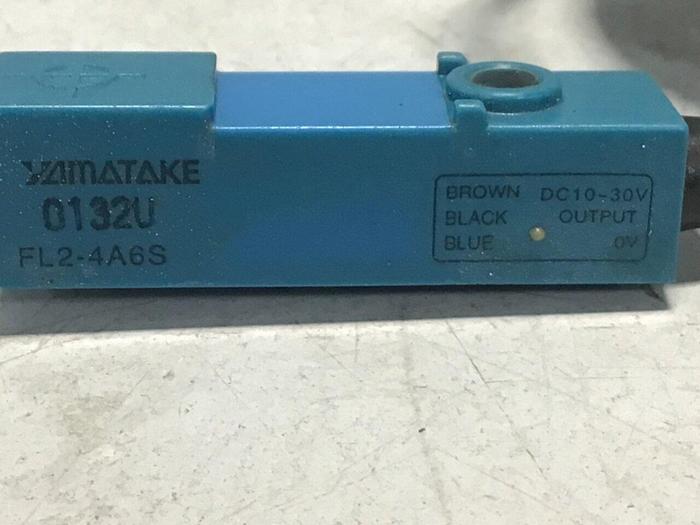 YAMATAKE
0132U
FL2-4A6S
BROWN DC10~30V
BLACK OUTPUT
BLUE 0V